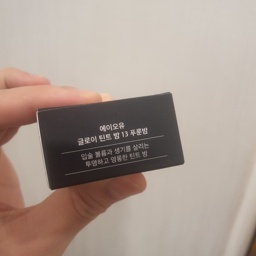 에이오유
글로이 틴트 밤 13 푸룬밤
입술 볼륨과 생기를 살리는
투명하고 영롱한 틴트 밤